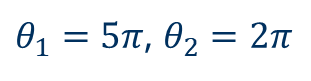 θ₁ = 5π, θ₂ = 2π